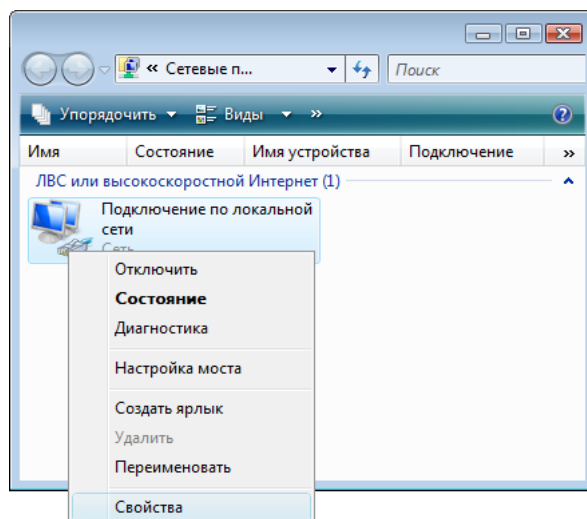 « Сетевые п...
Поиск
Упорядочить Виды »
Имя Состояние Имя устройства Подключение »
ЛВС или высокоскоростной Интернет (1)
Подключение по локальной
сети
Сеть
Отключить
Состояние
Диагностика
Настройка моста
Создать ярлык
Удалить
Переименовать
Свойства